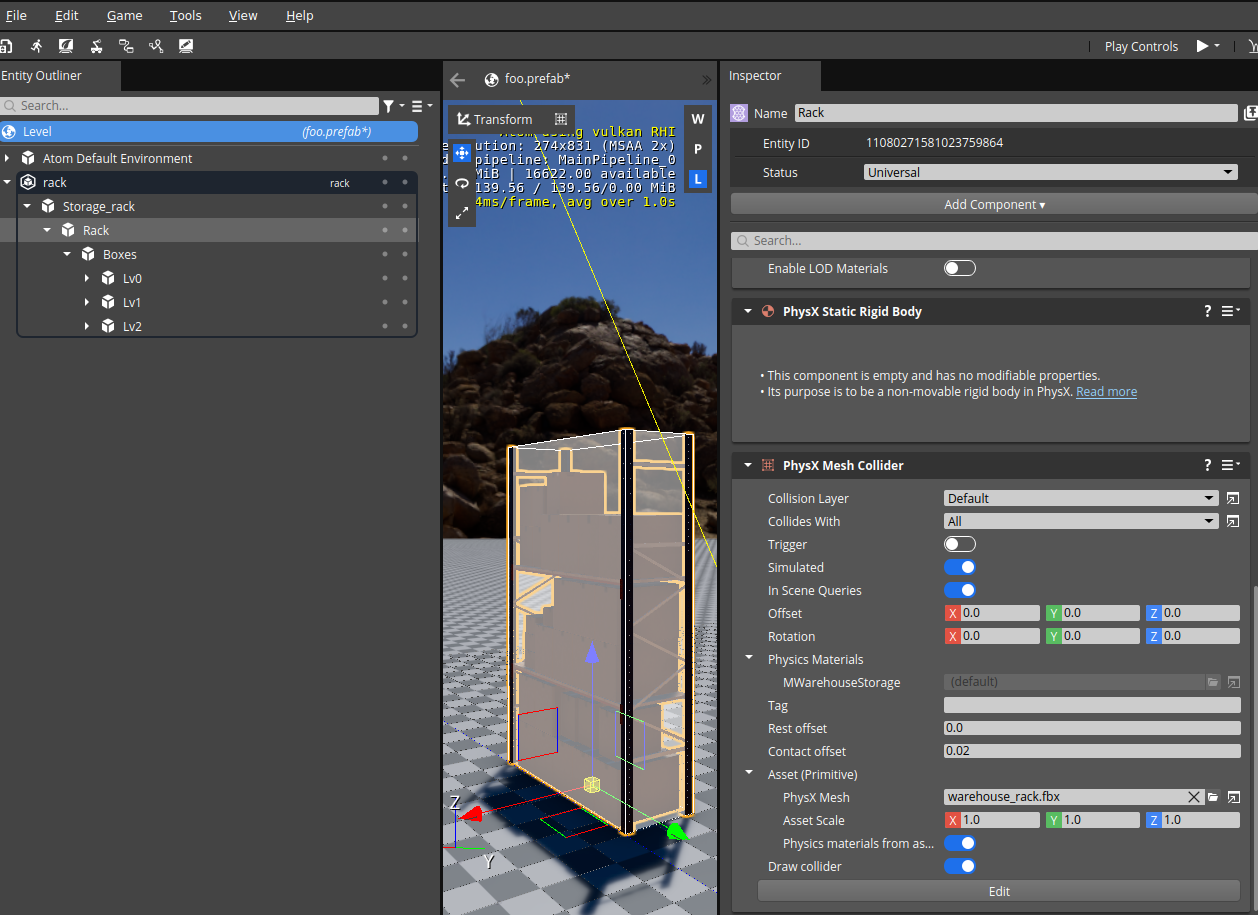 File Edit Game Tools View Help
Play Controls
Entity Outliner
Search...
Level (foo.prefab*)
Atom Default Environment
rack rack
Storage_rack
Rack
Boxes
Lv0
Lv1
Lv2
foo.prefab*
Transform
W
P
L
using vulkan RHI
ution: 274x831 (MSAA 2x)
pipeline: MainPipeline_0
MiB | 16622.00 available
139.56 / 139.56/0.00 MiB
4ms/frame, avg over 1.0s
Z
Y
Inspector
Name Rack
Entity ID 11080271581023759864
Status Universal
Add Component
Search...
Enable LOD Materials
PhysX Static Rigid Body ?
• This component is empty and has no modifiable properties.
• Its purpose is to be a non-movable rigid body in PhysX. Read more
PhysX Mesh Collider ?
Collision Layer Default
Collides With All
Trigger
Simulated
In Scene Queries
Offset X 0.0 Y 0.0 Z 0.0
Rotation X 0.0 Y 0.0 Z 0.0
Physics Materials
MWarehouseStorage (default)
Tag
Rest offset 0.0
Contact offset 0.02
Asset (Primitive)
PhysX Mesh warehouse_rack.fbx
Asset Scale X 1.0 Y 1.0 Z 1.0
Physics materials from as...
Draw collider
Edit